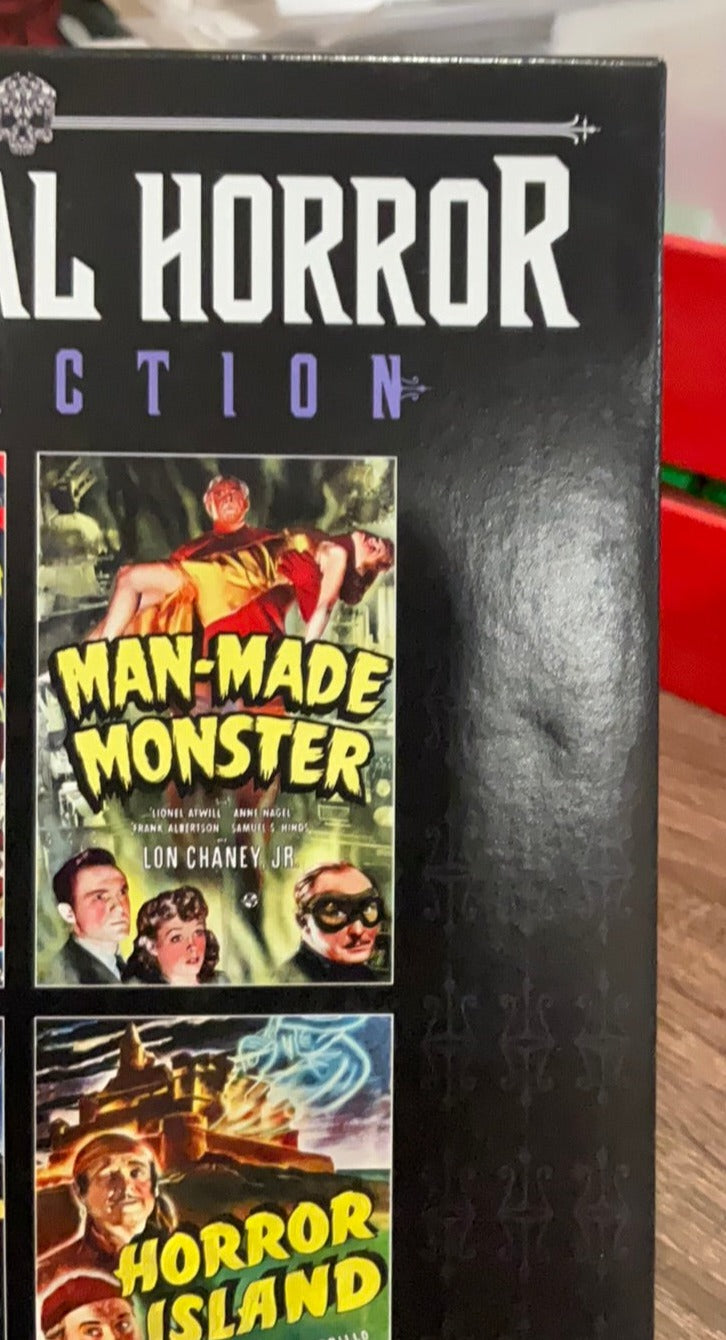 AL HORROR
CTION
MAN-MADE
MONSTER
LIONEL ATWILL ANNE NAGEL
FRANK ALBERTSON SAMUEL S. HINDS
LON CHANEY, JR.
HORROR
ISLAND